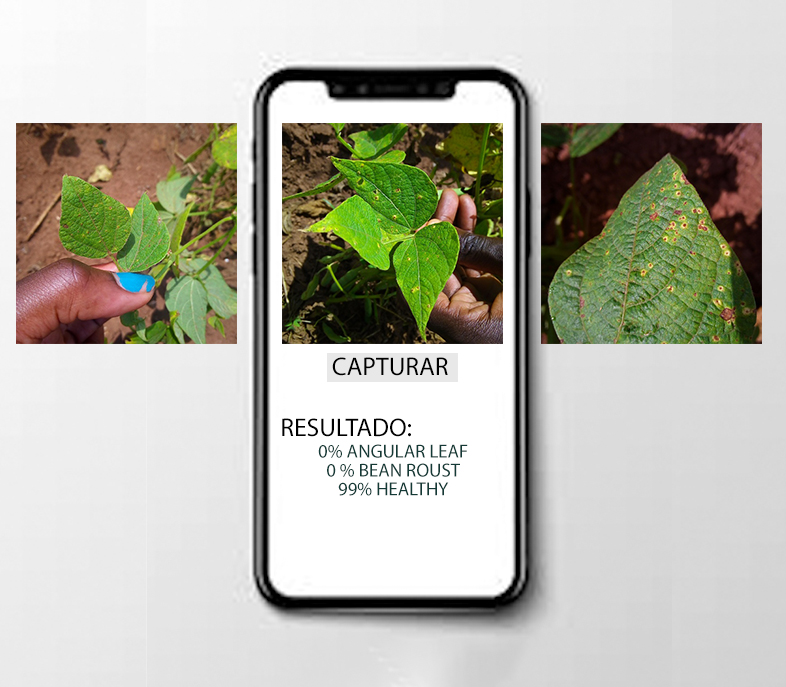 CAPTURAR
RESULTADO:
0% ANGULAR LEAF
0 % BEAN ROUST
99% HEALTHY